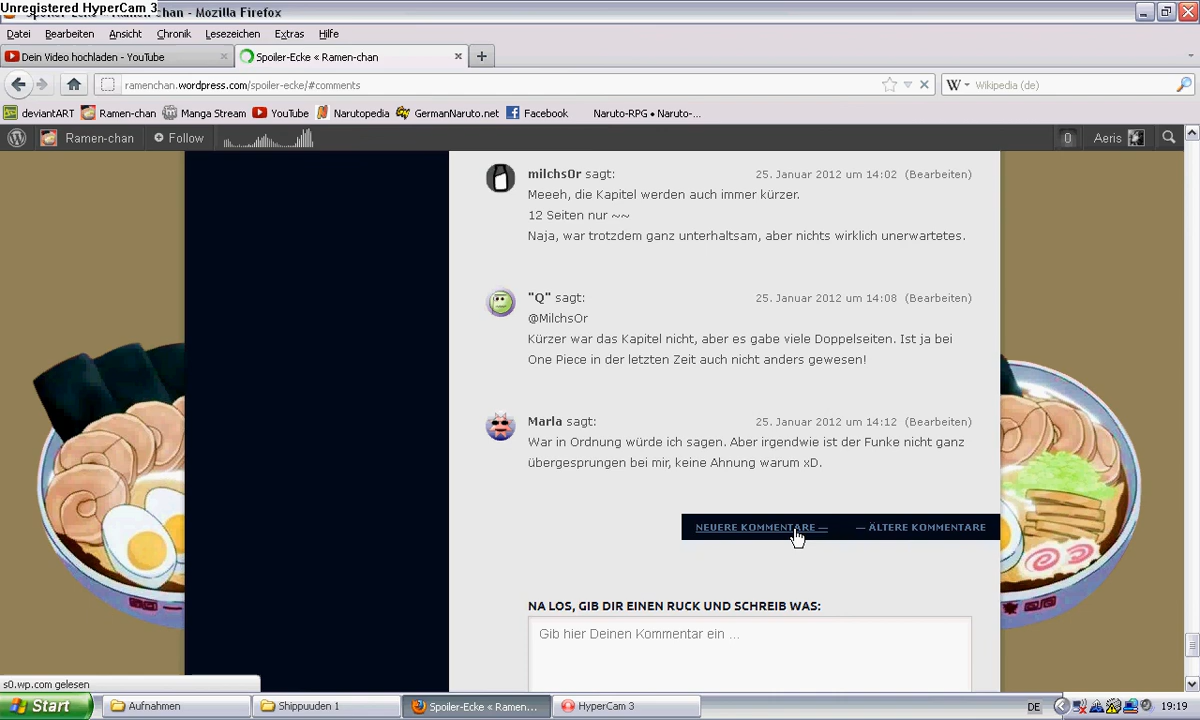 Unregistered HyperCam 3
Spoiler-Ecke « Ramen-chan - Mozilla Firefox
Datei Bearbeiten Ansicht Chronik Lesezeichen Extras Hilfe
Dein Video hochladen - YouTube
Spoiler-Ecke « Ramen-chan
ramenchan.wordpress.com/spoiler-ecke/#comments
Wikipedia (de)
deviantART Ramen-chan Manga Stream YouTube Narutopedia GermanNaruto.net Facebook Naruto-RPG • Naruto-...
Ramen-chan Follow 0 Aeris
milchs0r sagt: 25. Januar 2012 um 14:02 (Bearbeiten)
Meeeh, die Kapitel werden auch immer kürzer.
12 Seiten nur ~~
Naja, war trotzdem ganz unterhaltsam, aber nichts wirklich unerwartetes.
"Q" sagt: 25. Januar 2012 um 14:08 (Bearbeiten)
@MilchsOr
Kürzer war das Kapitel nicht, aber es gabe viele Doppelseiten. Ist ja bei
One Piece in der letzten Zeit auch nicht anders gewesen!
Marla sagt: 25. Januar 2012 um 14:12 (Bearbeiten)
War in Ordnung würde ich sagen. Aber irgendwie ist der Funke nicht ganz
übergesprungen bei mir, keine Ahnung warum xD.
NEUERE KOMMENTARE — — ÄLTERE KOMMENTARE
NA LOS, GIB DIR EINEN RUCK UND SCHREIB WAS:
Gib hier Deinen Kommentar ein ...
s0.wp.com gelesen
Start Aufnahmen Shippuuden 1 Spoiler-Ecke « Ramen... HyperCam 3 DE 19:19